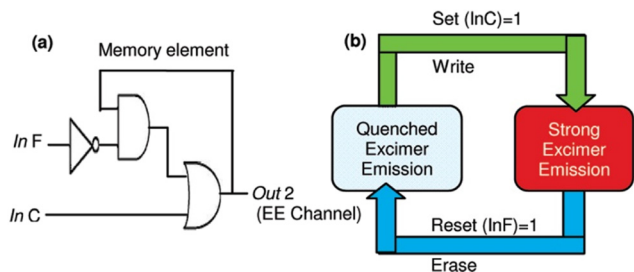 (a)
Memory element
In F
In C
Out 2
(EE Channel)
(b)
Set (InC)=1
Write
Quenched
Excimer
Emission
Strong
Excimer
Emission
Reset (InF)=1
Erase